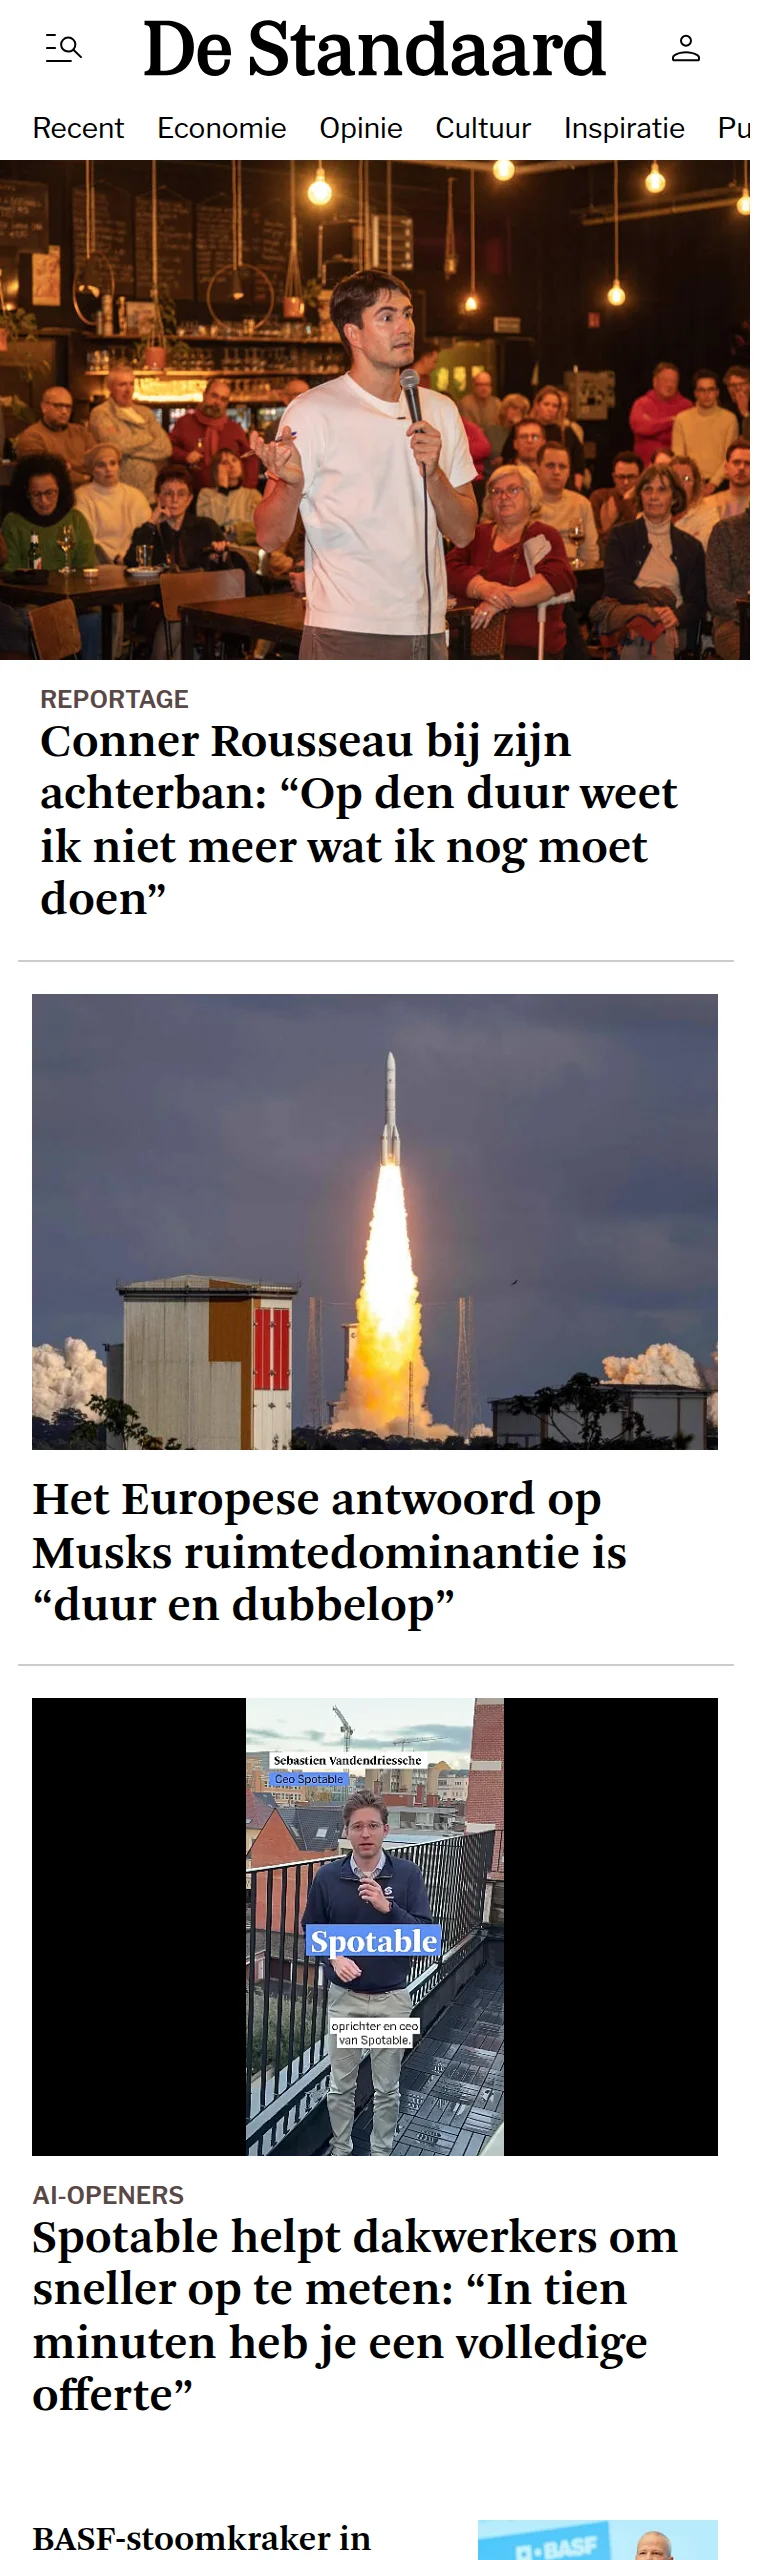 De Standaard
Recent Economie Opinie Cultuur Inspiratie Pu
REPORTAGE
Conner Rousseau bij zijn
achterban: “Op den duur weet
ik niet meer wat ik nog moet
doen”
Het Europese antwoord op
Musks ruimtedominantie is
“duur en dubbelop”
Sebastien Vandendriessche
Ceo Spotable
Spotable
oprichter en ceo
van Spotable.
AI-OPENERS
Spotable helpt dakwerkers om
sneller op te meten: “In tien
minuten heb je een volledige
offerte”
BASF-stoomkraker in
BASF